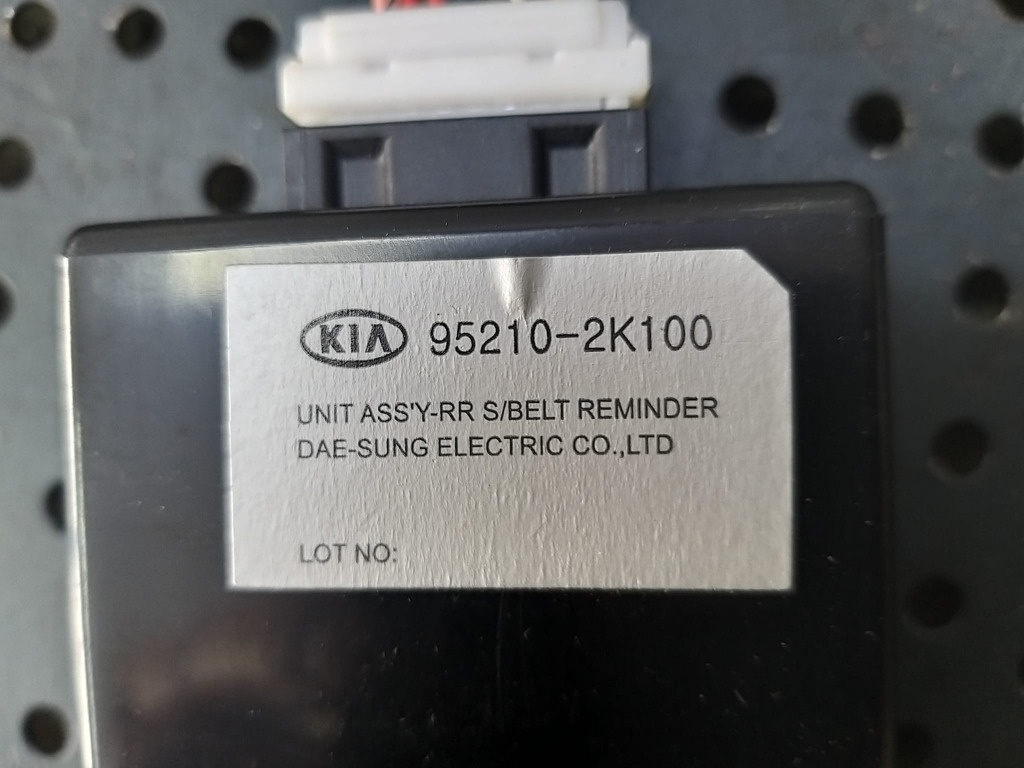 KIA 95210-2K100
UNIT ASS'Y-RR S/BELT REMINDER
DAE-SUNG ELECTRIC CO.,LTD
LOT NO: